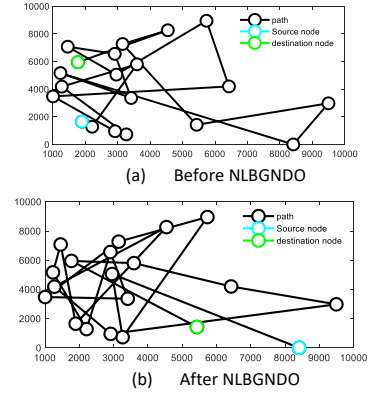 10000
8000
6000
4000
2000
0
path
Source node
destination node
1000 2000 3000 4000 5000 6000 7000 8000 9000 10000
(a) Before NLBGNDO
10000
8000
6000
4000
2000
0
path
Source node
destination node
1000 2000 3000 4000 5000 6000 7000 8000 9000 10000
(b) After NLBGNDO